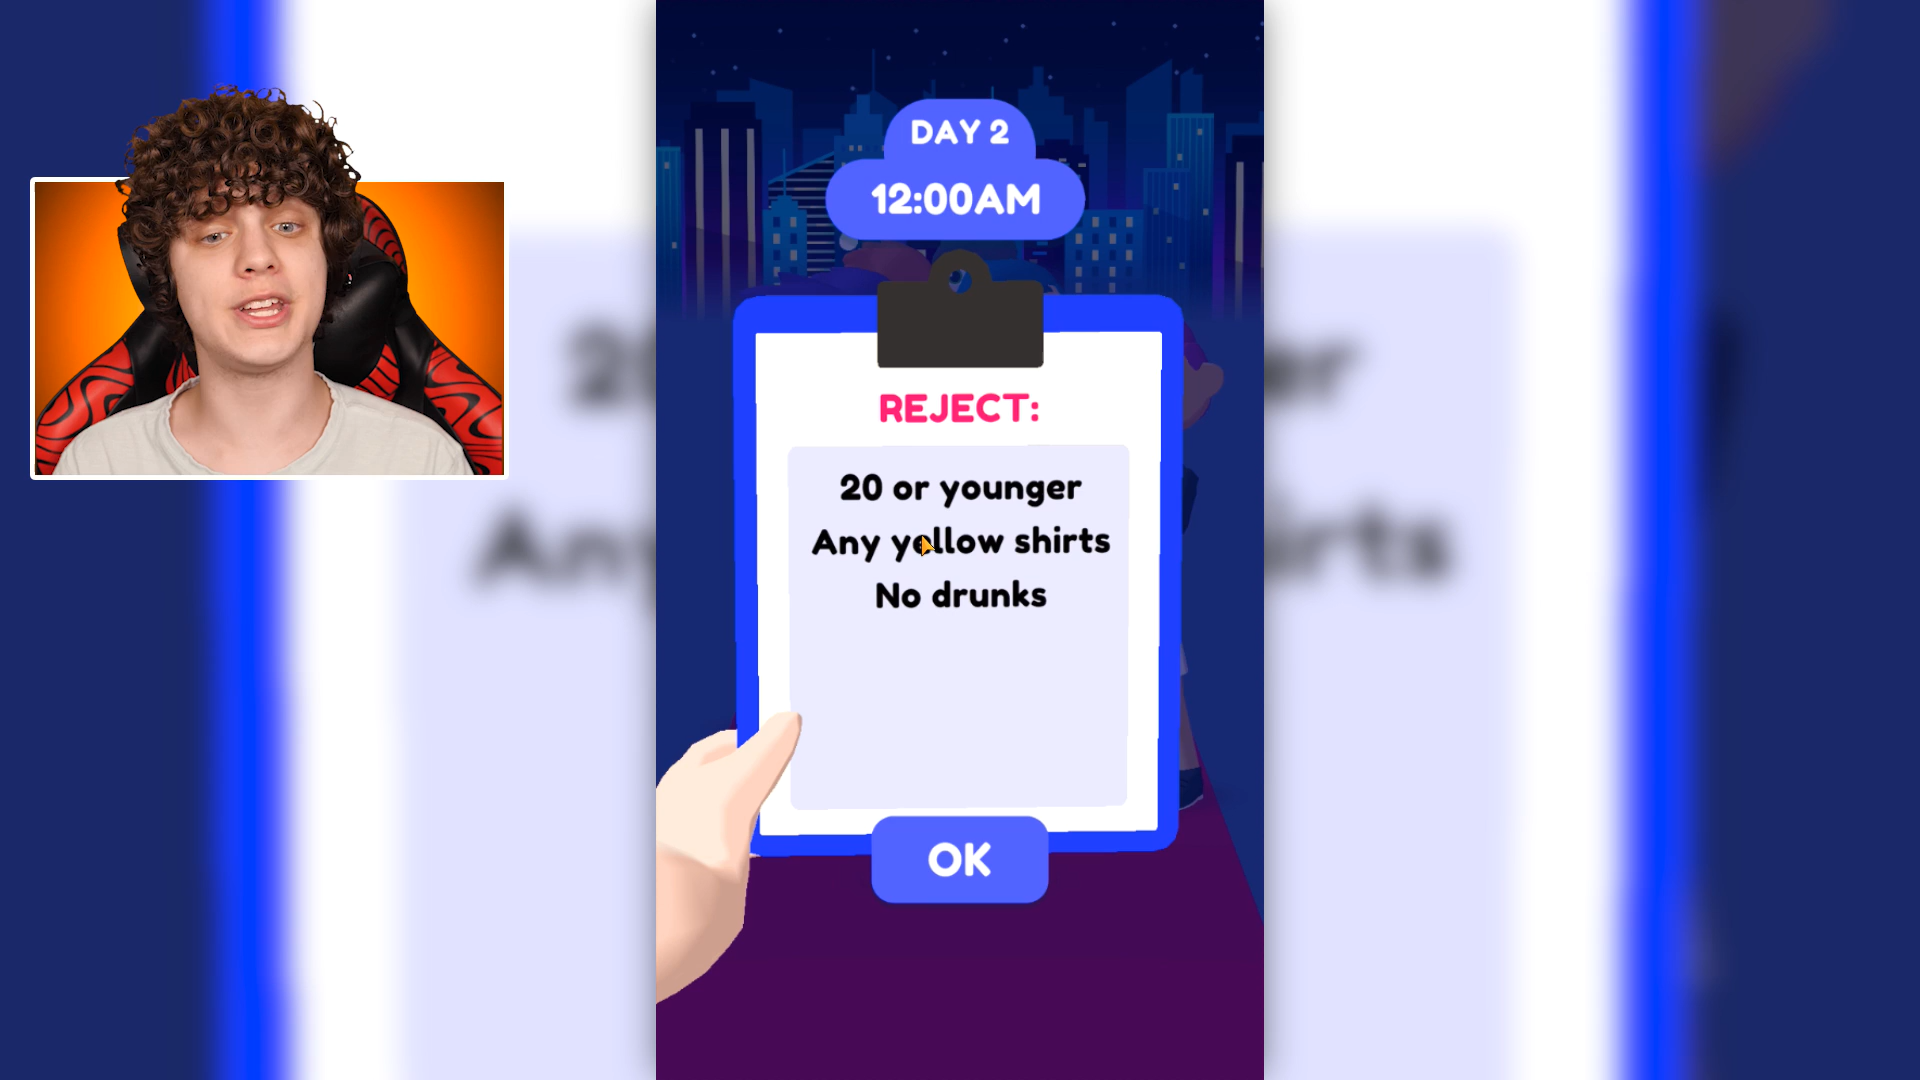 DAY 2
12:00AM
REJECT:
20 or younger
Any yellow shirts
No drunks
OK